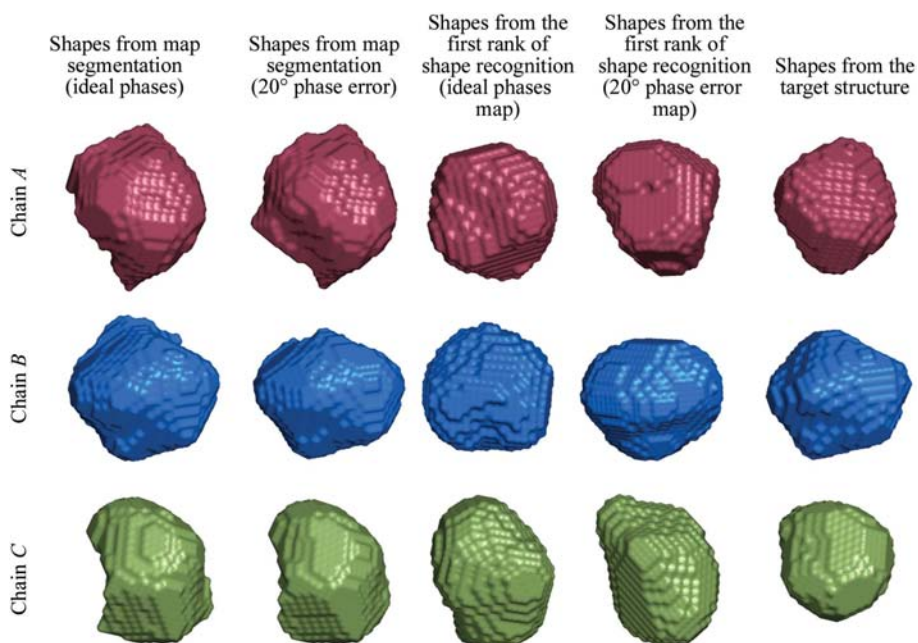 Shapes from map
segmentation
(ideal phases)
Shapes from map
segmentation
(20° phase error)
Shapes from the
first rank of
shape recognition
(ideal phases
map)
Shapes from the
first rank of
shape recognition
(20° phase error
map)
Shapes from the
target structure
Chain A
Chain B
Chain C